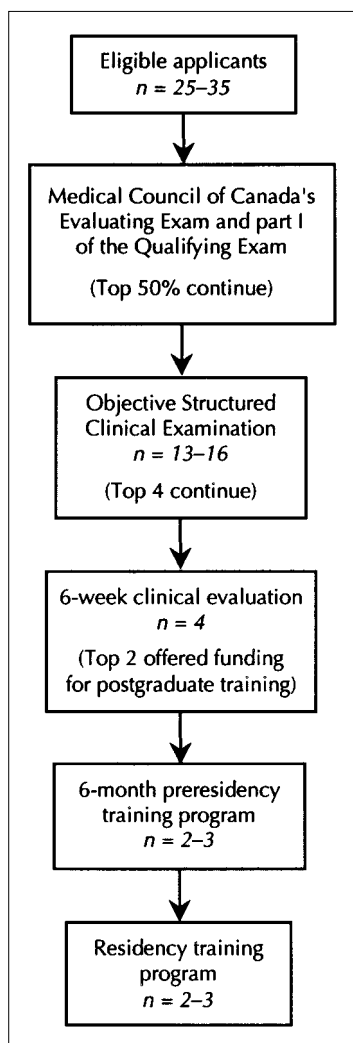 Eligible applicants
n = 25–35
Medical Council of Canada's
Evaluating Exam and part I
of the Qualifying Exam
(Top 50% continue)
Objective Structured
Clinical Examination
n = 13–16
(Top 4 continue)
6-week clinical evaluation
n = 4
(Top 2 offered funding
for postgraduate training)
6-month preresidency
training program
n = 2–3
Residency training
program
n = 2–3